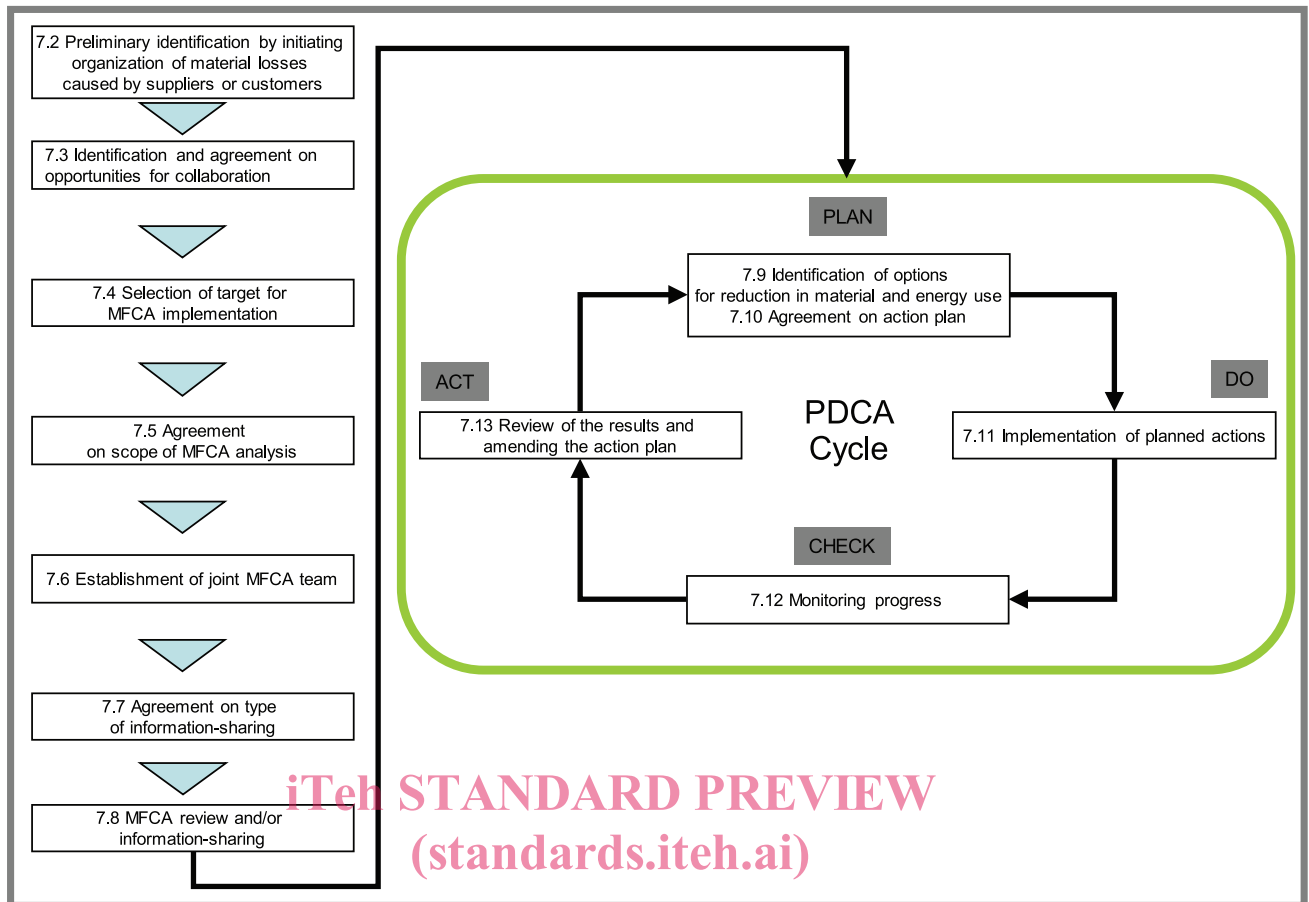 7.2 Preliminary identification by initiating
organization of material losses
caused by suppliers or customers
7.3 Identification and agreement on
opportunities for collaboration
7.4 Selection of target for
MFCA implementation
7.5 Agreement
on scope of MFCA analysis
7.6 Establishment of joint MFCA team
7.7 Agreement on type
of information-sharing
7.8 MFCA review and/or
information-sharing
PLAN
7.9 Identification of options
for reduction in material and energy use
7.10 Agreement on action plan
DO
7.11 Implementation of planned actions
CHECK
7.12 Monitoring progress
ACT
7.13 Review of the results and
amending the action plan
PDCA
Cycle
iTeh STANDARD PREVIEW
(standards.iteh.ai)